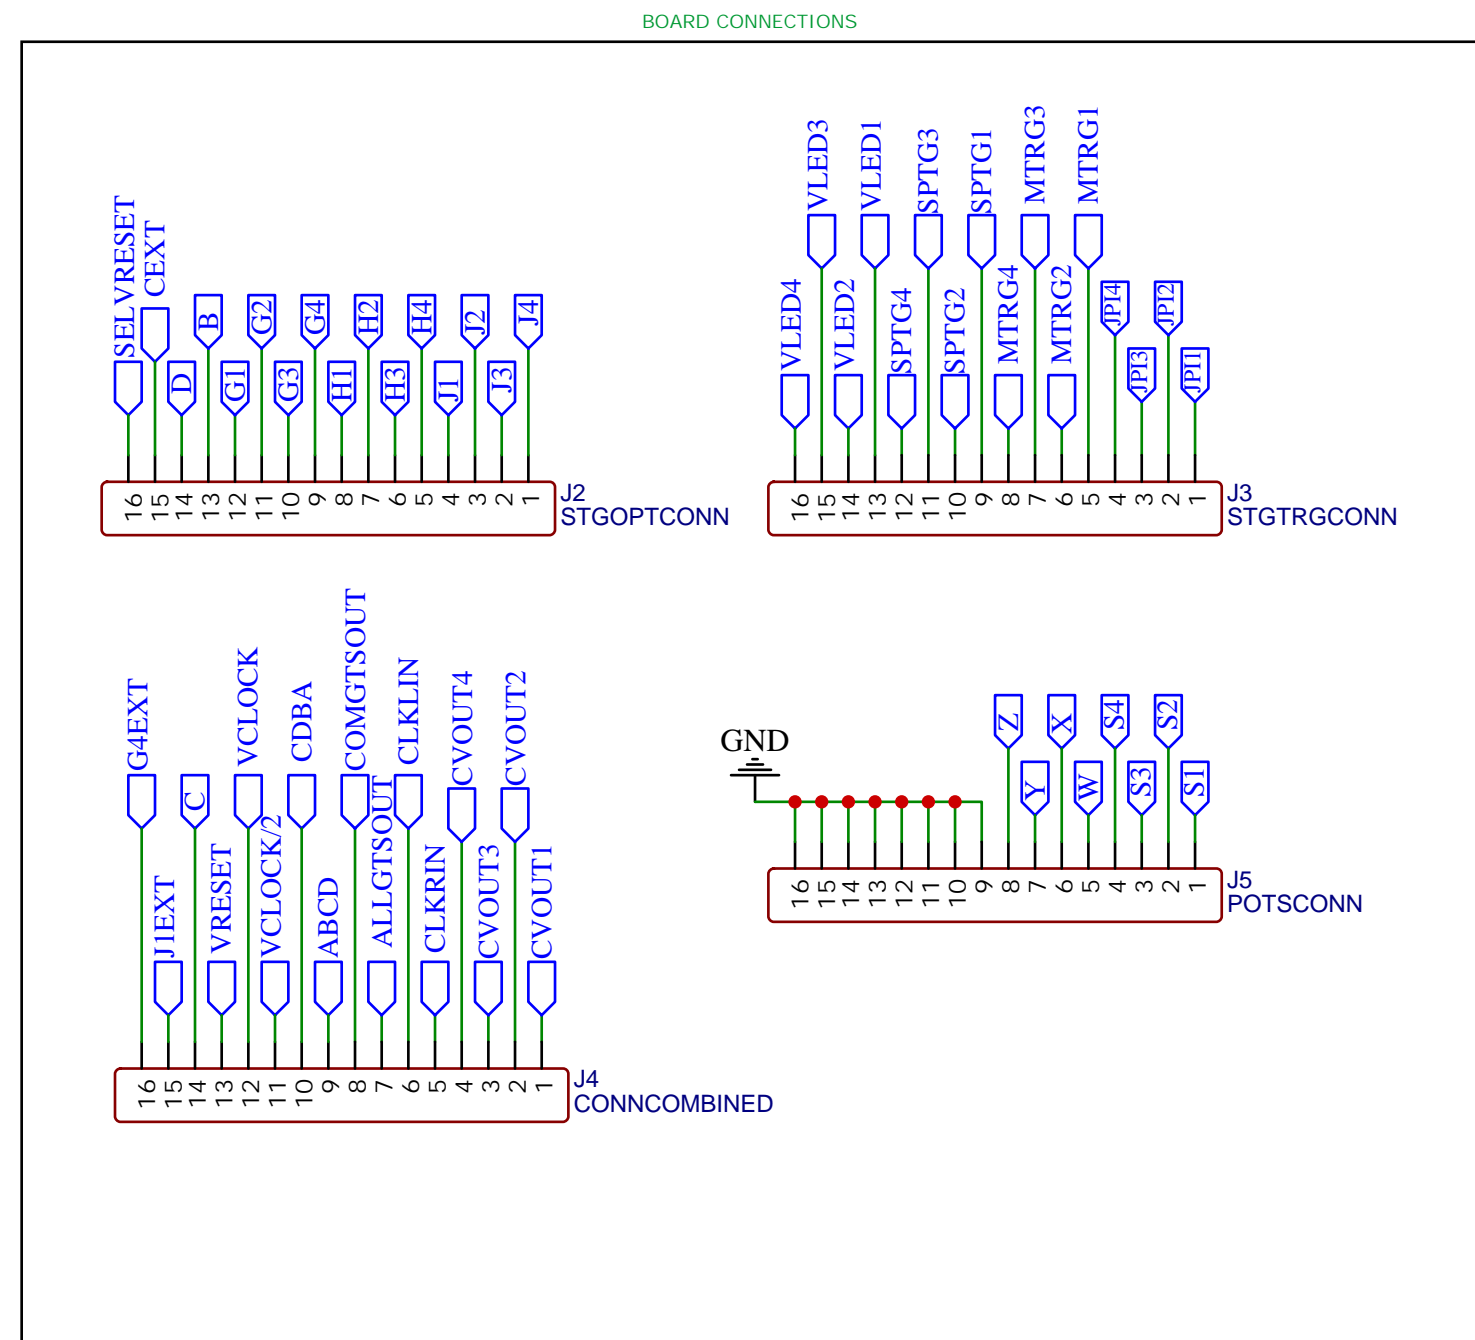 BOARD CONNECTIONS
SELVRESET
CEXT
D
B
G1
G2
G3
G4
H1
H2
H3
H4
J1
J2
J3
J4
16 15 14 13 12 11 10 9 8 7 6 5 4 3 2 1
J2
STGOPTCONN
VLED4
VLED3
VLED2
VLED1
SPTG4
SPTG3
SPTG2
SPTG1
MTRG4
MTRG3
MTRG2
MTRG1
JPI4
JPI3
JPI2
JPI1
16 15 14 13 12 11 10 9 8 7 6 5 4 3 2 1
J3
STGTRGCONN
G4EXT
J1EXT
C
VRESET
VCLOCK
VCLOCK/2
CDBA
ABCD
COMGTSOUT
ALLGTSOUT
CLKLIN
CLKRIN
CVOUT4
CVOUT3
CVOUT2
CVOUT1
16 15 14 13 12 11 10 9 8 7 6 5 4 3 2 1
J4
CONNCOMBINED
GND
Z
Y
X
W
S4
S3
S2
S1
16 15 14 13 12 11 10 9 8 7 6 5 4 3 2 1
J5
POTSCONN